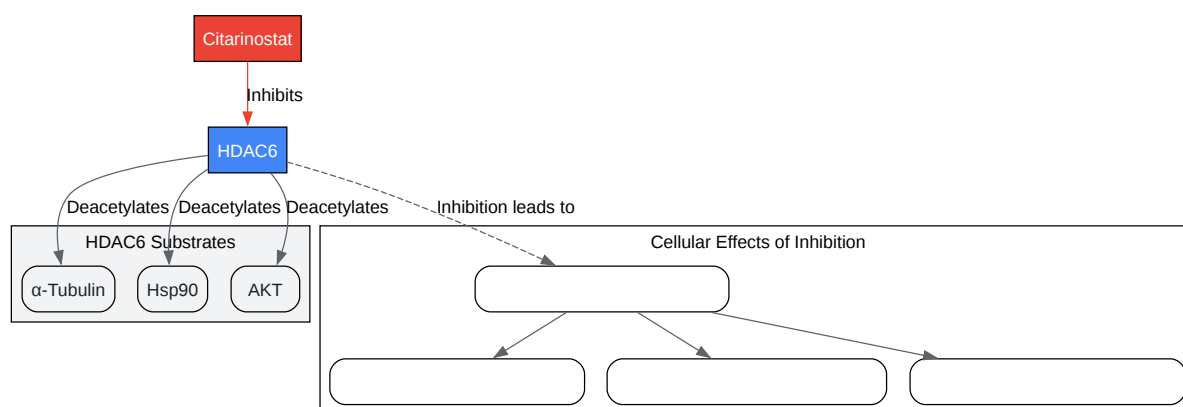 Citarinostat
Inhibits
HDAC6
Deacetylates
Deacetylates
Deacetylates
Inhibition leads to
HDAC6 Substrates
Cellular Effects of Inhibition
α-Tubulin
Hsp90
AKT